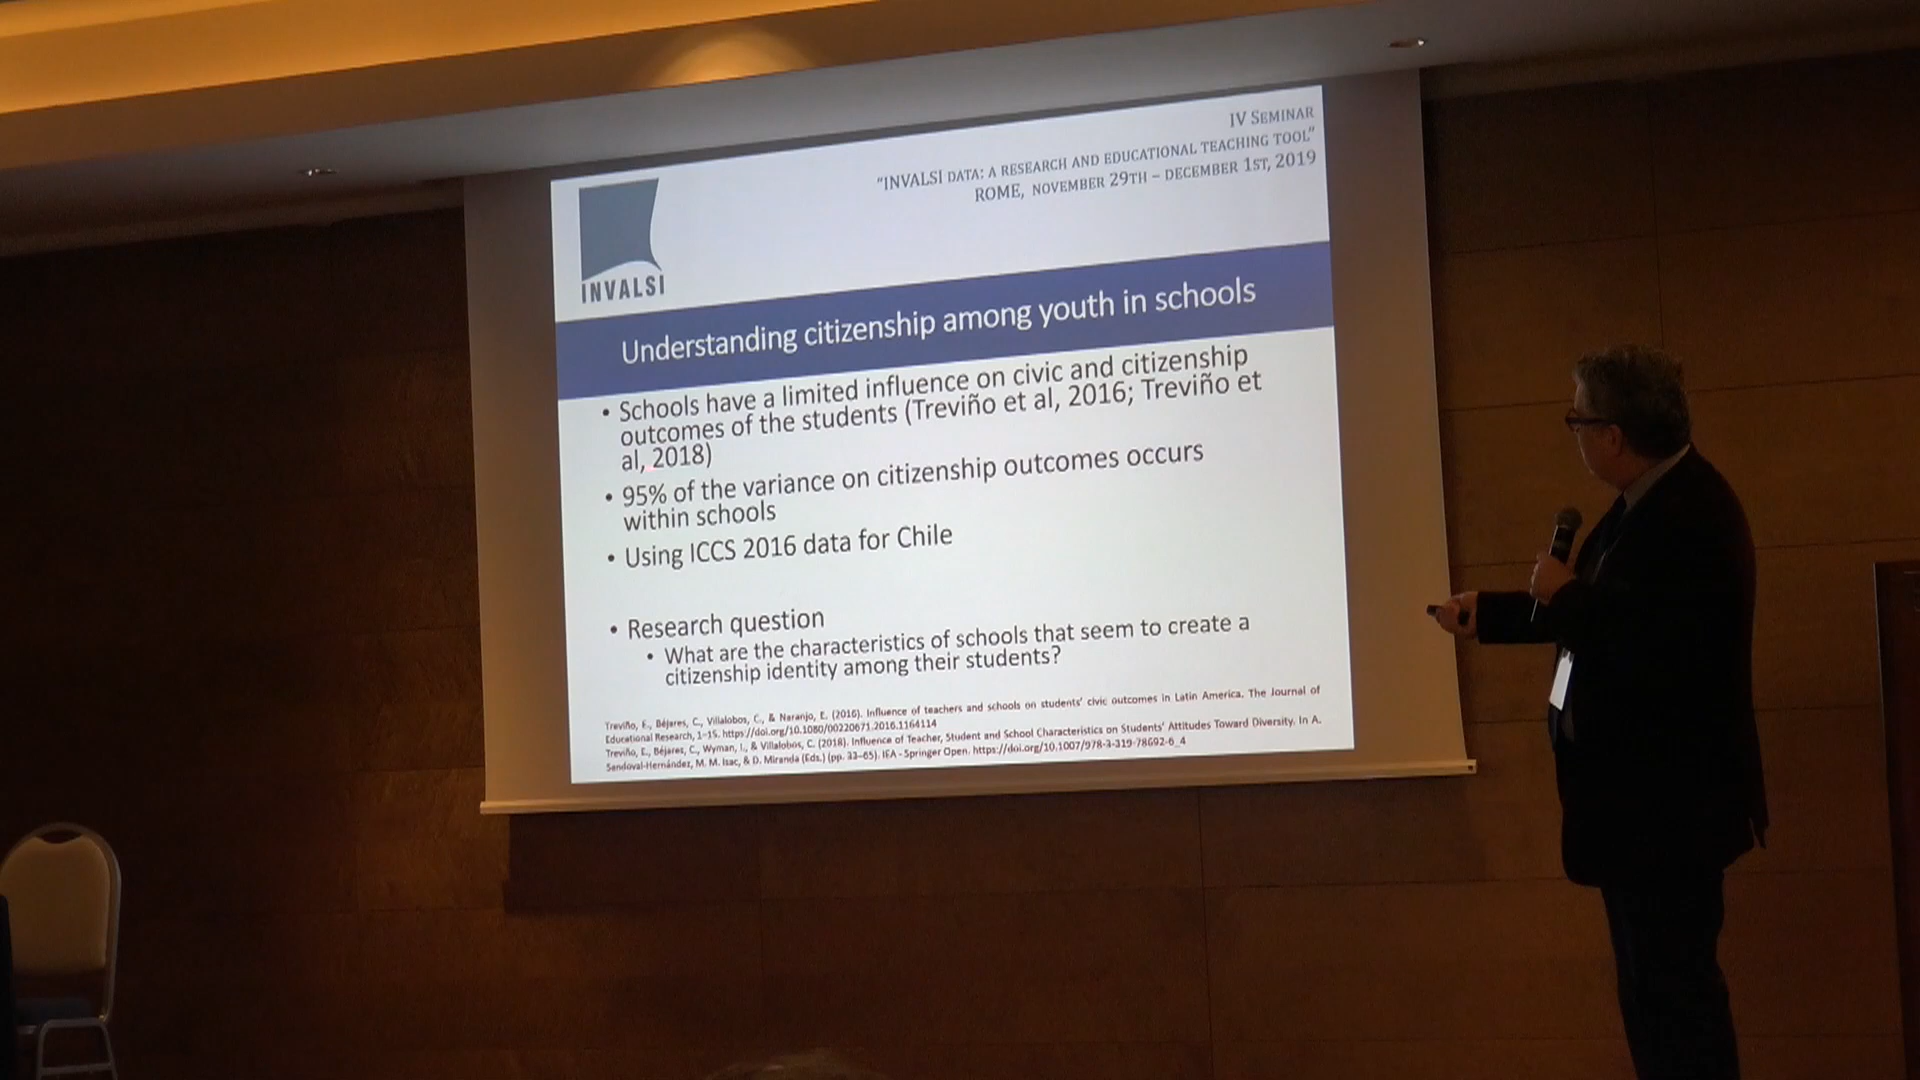 IV SEMINAR
"INVALSI DATA: A RESEARCH AND EDUCATIONAL TEACHING TOOL"
ROME, NOVEMBER 29TH – DECEMBER 1ST, 2019
INVALSI
Understanding citizenship among youth in schools
• Schools have a limited influence on civic and citizenship
outcomes of the students (Treviño et al, 2016; Treviño et
al, 2018)
• 95% of the variance on citizenship outcomes occurs
within schools
• Using ICCS 2016 data for Chile
• Research question
• What are the characteristics of schools that seem to create a
citizenship identity among their students?
Treviño, E., Béjares, C., Villalobos, C., & Naranjo, E. (2016). Influence of teachers and schools on students' civic outcomes in Latin America. The Journal of
Educational Research, 1–15. https://doi.org/10.1080/00220671.2016.1164114
Treviño, E., Béjares, C., Wyman, I., & Villalobos, C. (2018). Influence of Teacher, Student and School Characteristics on Students' Attitudes Toward Diversity. In A.
Sandoval-Hernández, M. M. Isac, & D. Miranda (Eds.) (pp. 33–65). IEA - Springer Open. https://doi.org/10.1007/978-3-319-78692-6_4